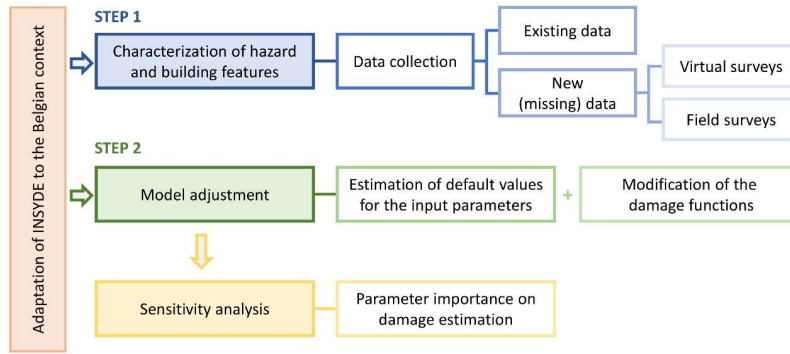 Adaptation of INSYDE to the Belgian context
STEP 1
Characterization of hazard
and building features
Data collection
Existing data
New
(missing) data
Virtual surveys
Field surveys
STEP 2
Model adjustment
Estimation of default values
for the input parameters
+
Modification of the
damage functions
Sensitivity analysis
Parameter importance on
damage estimation